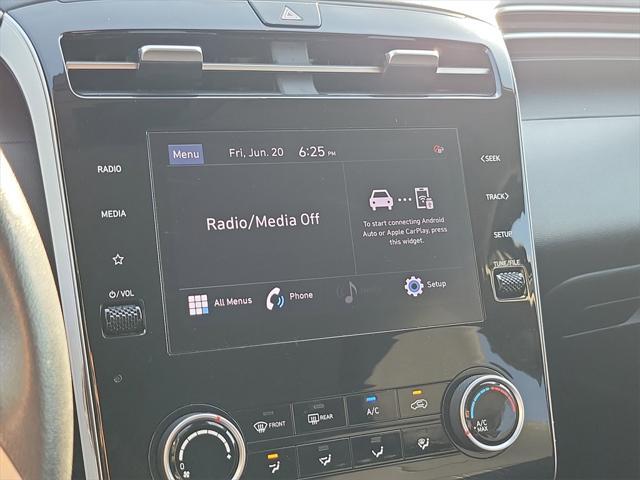 Menu Fri, Jun. 20 6:25 PM
RADIO
MEDIA
Radio/Media Off
To start connecting Android
Auto or Apple CarPlay, press
this widget.
SEEK
TRACK
SETUP
TUNE/FILE
/VOL
All Menus Phone Setup
FRONT REAR A/C
0
A/C
MAX